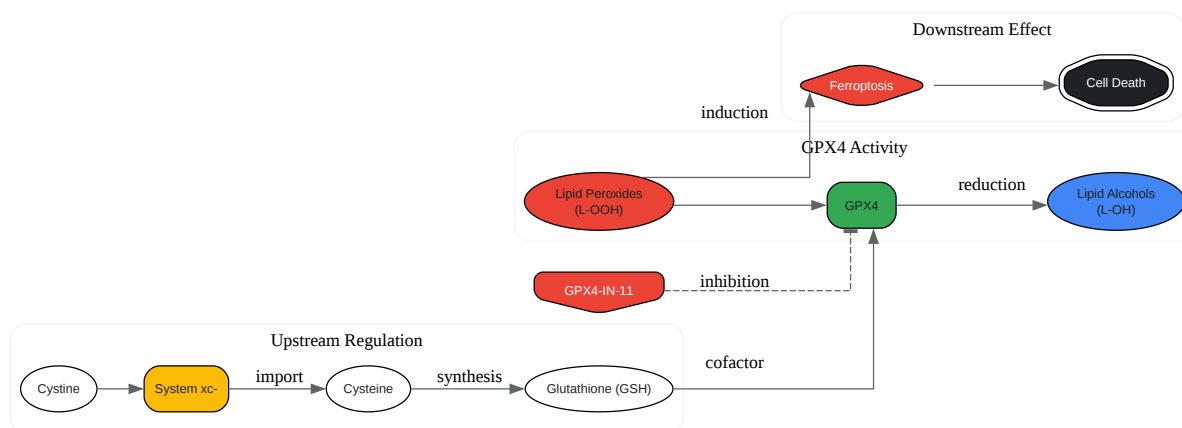 Downstream Effect
Ferroptosis
Cell Death
induction
GPX4 Activity
Lipid Peroxides
(L-OOH)
GPX4
reduction
Lipid Alcohols
(L-OH)
GPX4-IN-11
inhibition
Upstream Regulation
cofactor
Cystine
System xc-
import
Cysteine
synthesis
Glutathione (GSH)